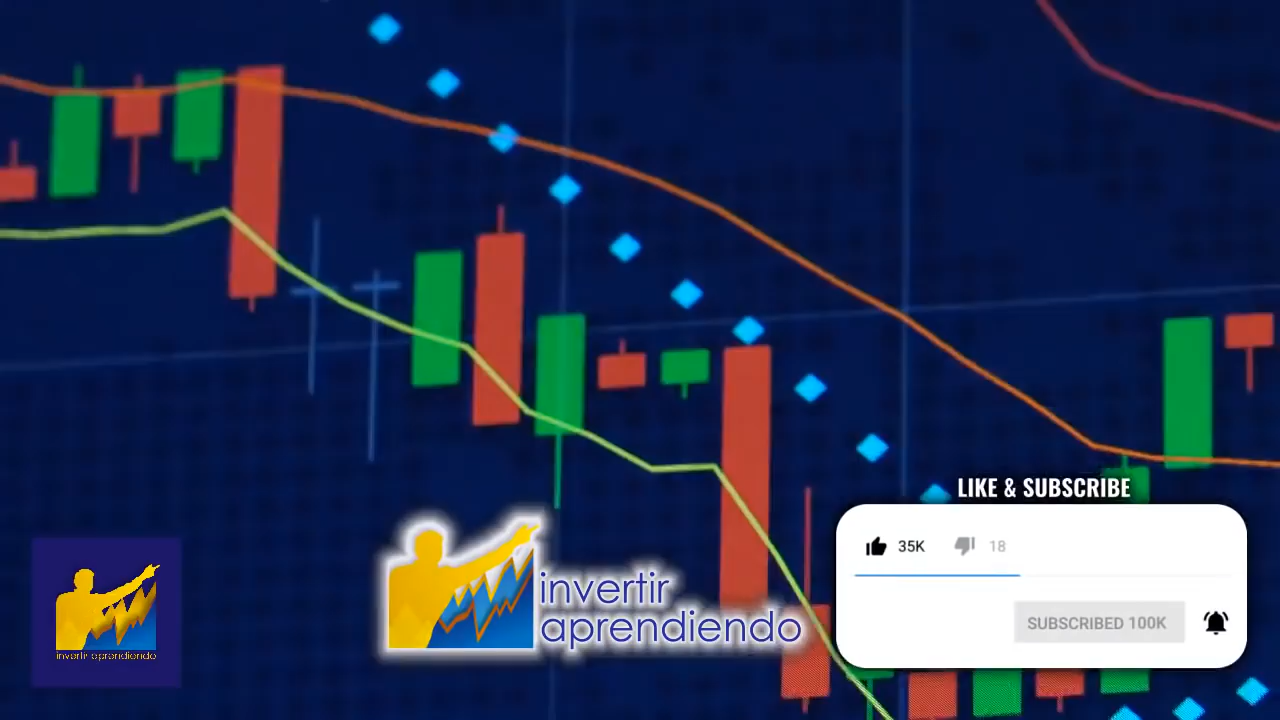 LIKE & SUBSCRIBE
35K
18
SUBSCRIBED 100K
invertir
aprendiendo
invertir aprendiendo